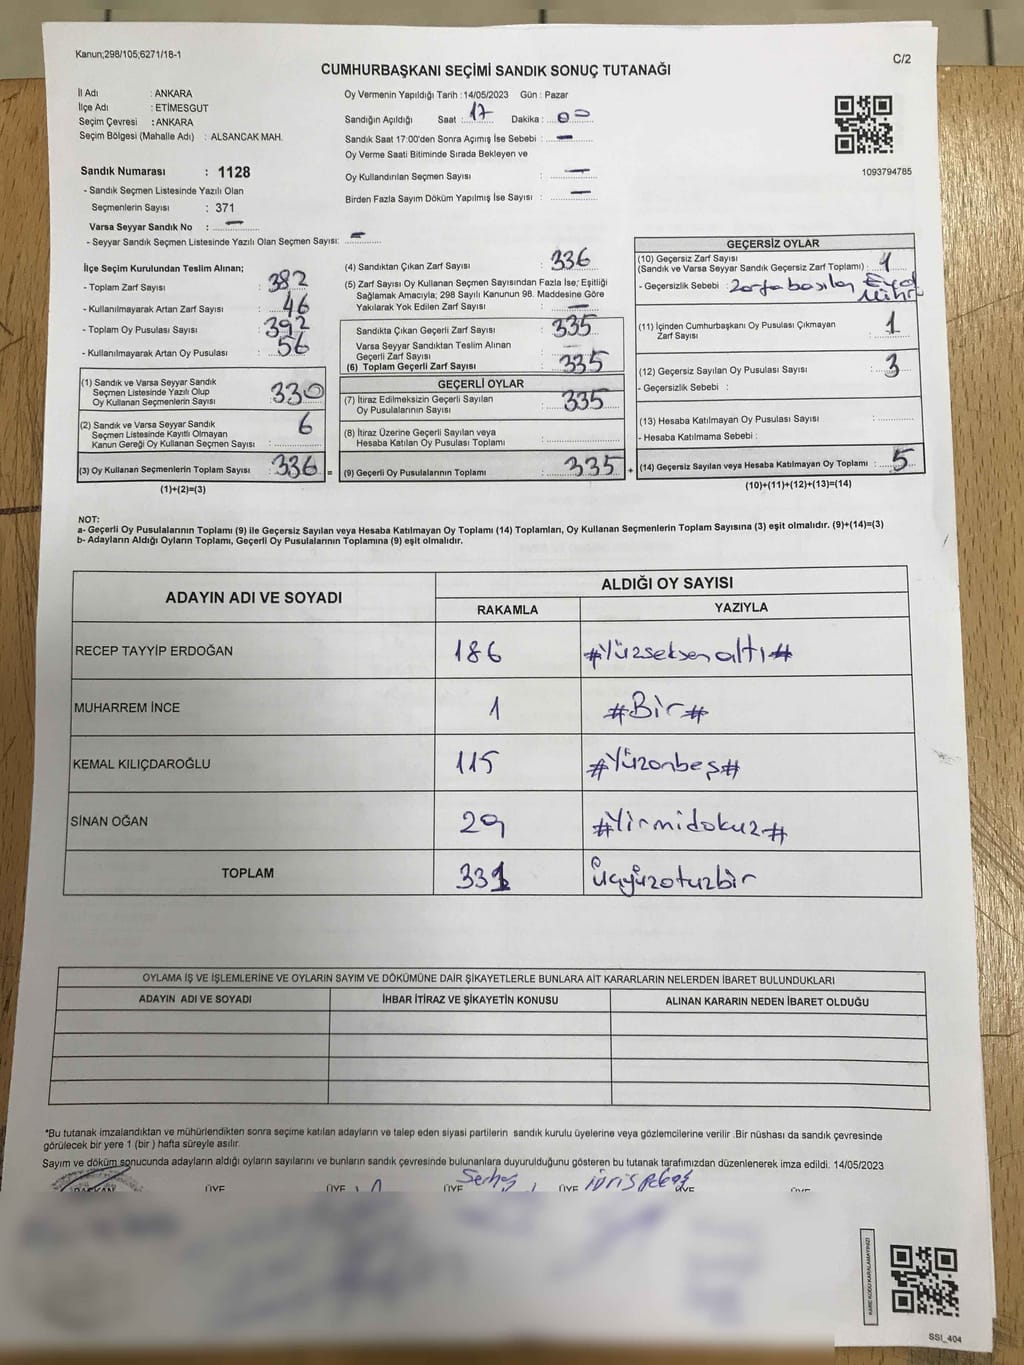 Kanun;298/105;6271/18-1
C/2
CUMHURBAŞKANI SEÇİMİ SANDIK SONUÇ TUTANAĞI
İl Adı : ANKARA
İlçe Adı : ETİMESGUT
Seçim Çevresi : ANKARA
Seçim Bölgesi (Mahalle Adı) : ALSANCAK MAH.
Oy Vermenin Yapıldığı Tarih :14/05/2023 Gün : Pazar
Sandığın Açıldığı Saat : 17 Dakika : 00
Sandık Saat 17:00'den Sonra Açımış İse Sebebi : —
Oy Verme Saati Bitiminde Sırada Bekleyen ve
Oy Kullandırılan Seçmen Sayısı : —
Birden Fazla Sayım Döküm Yapılmış İse Sayısı : —
1093794785
Sandık Numarası : 1128
- Sandık Seçmen Listesinde Yazılı Olan
Seçmenlerin Sayısı : 371
Varsa Seyyar Sandık No : —
- Seyyar Sandık Seçmen Listesinde Yazılı Olan Seçmen Sayısı: —
İlçe Seçim Kurulundan Teslim Alınan;
- Toplam Zarf Sayısı : 382
- Kullanılmayarak Artan Zarf Sayısı : 46
- Toplam Oy Pusulası Sayısı : 392
- Kullanılmayarak Artan Oy Pusulası : 56
(1) Sandık ve Varsa Seyyar Sandık
Seçmen Listesinde Yazılı Olup
Oy Kullanan Seçmenlerin Sayısı : 330
(2) Sandık ve Varsa Seyyar Sandık
Seçmen Listesinde Kayıtlı Olmayan
Kanun Gereği Oy Kullanan Seçmen Sayısı : 6
(3) Oy Kullanan Seçmenlerin Toplam Sayısı : 336 =
(1)+(2)=(3)
(4) Sandıktan Çıkan Zarf Sayısı : 336
(5) Zarf Sayısı Oy Kullanan Seçmen Sayısından Fazla İse; Eşitliği
Sağlamak Amacıyla; 298 Sayılı Kanunun 98. Maddesine Göre
Yakılarak Yok Edilen Zarf Sayısı : —
Sandıkta Çıkan Geçerli Zarf Sayısı : 335
Varsa Seyyar Sandıktan Teslim Alınan
Geçerli Zarf Sayısı : —
(6) Toplam Geçerli Zarf Sayısı : 335
GEÇERLİ OYLAR
(7) İtiraz Edilmeksizin Geçerli Sayılan
Oy Pusulalarının Sayısı : 335
(8) İtiraz Üzerine Geçerli Sayılan veya
Hesaba Katılan Oy Pusulası Toplamı :
(9) Geçerli Oy Pusulalarının Toplamı : 335 +
GEÇERSİZ OYLAR
(10) Geçersiz Zarf Sayısı
(Sandık ve Varsa Seyyar Sandık Geçersiz Zarf Toplamı) : 1
- Geçersizlik Sebebi : Zarfa basılan Evet
Mühr
(11) İçinden Cumhurbaşkanı Oy Pusulası Çıkmayan
Zarf Sayısı : 1
(12) Geçersiz Sayılan Oy Pusulası Sayısı : 3
- Geçersizlik Sebebi :
(13) Hesaba Katılmayan Oy Pusulası Sayısı :
- Hesaba Katılmama Sebebi :
(14) Geçersiz Sayılan veya Hesaba Katılmayan Oy Toplamı : 5
(10)+(11)+(12)+(13)=(14)
NOT:
a- Geçerli Oy Pusulalarının Toplamı (9) ile Geçersiz Sayılan veya Hesaba Katılmayan Oy Toplamı (14) Toplamları, Oy Kullanan Seçmenlerin Toplam Sayısına (3) eşit olmalıdır. (9)+(14)=(3)
b- Adayların Aldığı Oyların Toplamı, Geçerli Oy Pusulalarının Toplamına (9) eşit olmalıdır.
ADAYIN ADI VE SOYADI
ALDIĞI OY SAYISI
RAKAMLA YAZIYLA
RECEP TAYYİP ERDOĞAN 186 #Yüzseksenaltı#
MUHARREM İNCE 1 #Bir#
KEMAL KILIÇDAROĞLU 115 #Yüzonbeş#
SİNAN OĞAN 29 #Yirmidokuz#
TOPLAM 331 üçyüzotuzbir
OYLAMA İŞ VE İŞLEMLERİNE VE OYLARIN SAYIM VE DÖKÜMÜNE DAİR ŞİKAYETLERLE BUNLARA AİT KARARLARIN NELERDEN İBARET BULUNDUKLARI
ADAYIN ADI VE SOYADI İHBAR İTİRAZ VE ŞİKAYETİN KONUSU ALINAN KARARIN NEDEN İBARET OLDUĞU
*Bu tutanak imzalandıktan ve mühürlendikten sonra seçime katılan adayların ve talep eden siyasi partilerin sandık kurulu üyelerine veya gözlemcilerine verilir .Bir nüshası da sandık çevresinde
görülecek bir yere 1 (bir ) hafta süreyle asılır.
Sayım ve döküm sonucunda adayların aldığı oyların sayılarını ve bunların sandık çevresinde bulunanlara duyurulduğunu gösteren bu tutanak tarafımızdan düzenlenerek imza edildi. 14/05/2023
BAŞKAN ÜYE ÜYE ÜYE ÜYE ÜYE ÜYE
KARE KODU KARALAMAYINIZ!
SSI_404